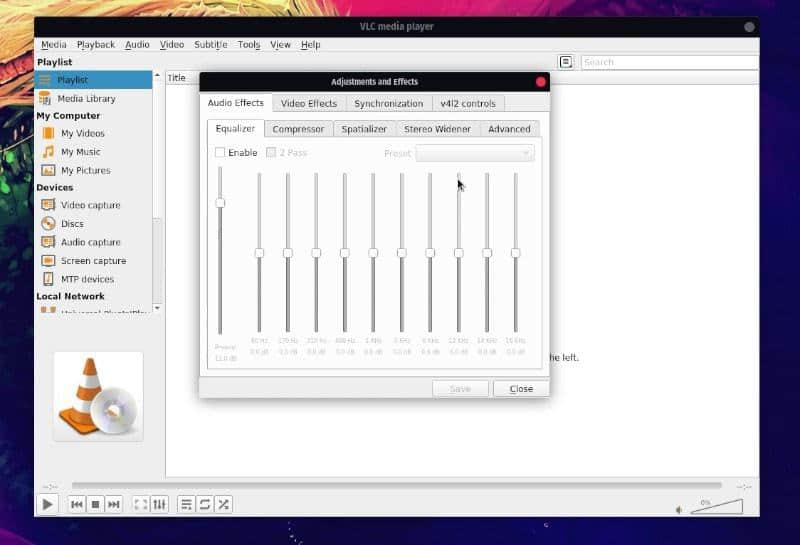 VLC media player
Media Playback Audio Video Subtitle Tools View Help
Playlist
Search
Playlist
Media Library
My Computer
My Videos
My Music
My Pictures
Devices
Video capture
Discs
Audio capture
Screen capture
MTP devices
Local Network
Title
he left.
Adjustments and Effects
Audio Effects Video Effects Synchronization v4l2 controls
Equalizer Compressor Spatializer Stereo Widener Advanced
Enable 2 Pass Preset
Preamp 60 Hz 170 Hz 310 Hz 600 Hz 1 KHz 3 KHz 6 KHz 12 KHz 14 KHz 16 KHz
12.0 dB 0.0 dB 0.0 dB 0.0 dB 0.0 dB 0.0 dB 0.0 dB 0.0 dB 0.0 dB 0.0 dB 0.0 dB
Save Close
--:-- --:--
0%